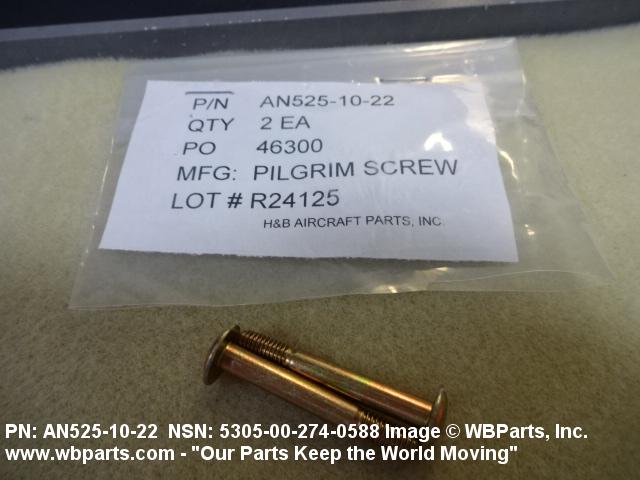 P/N AN525-10-22
QTY 2 EA
PO 46300
MFG: PILGRIM SCREW
LOT # R24125
H&B AIRCRAFT PARTS, INC.
PN: AN525-10-22 NSN: 5305-00-274-0588 Image © WBParts, Inc.
www.wbparts.com - "Our Parts Keep the World Moving"